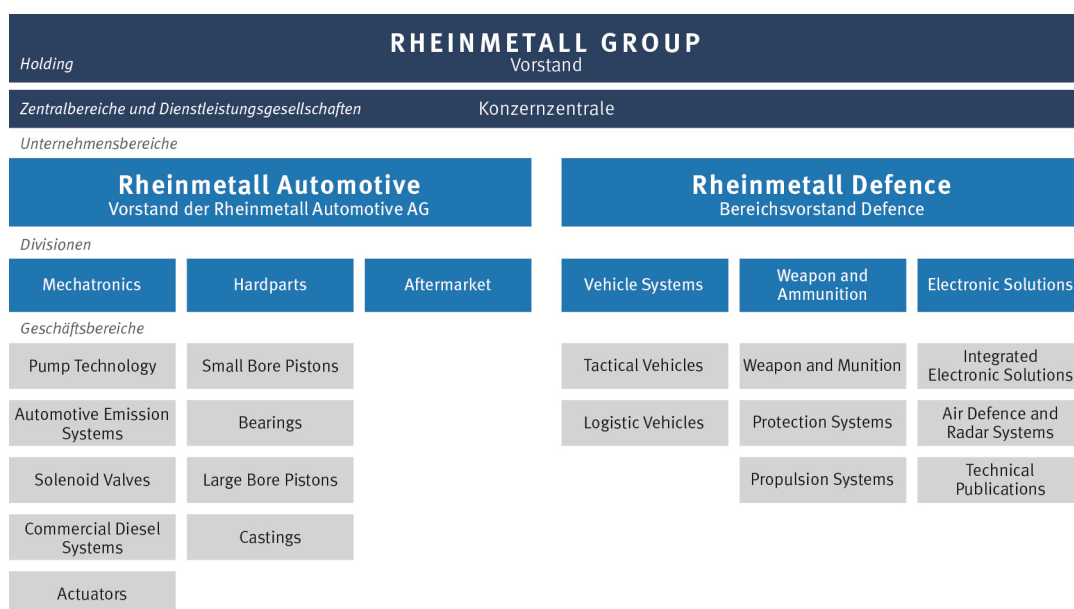 RHEINMETALL GROUP
Holding
Vorstand
Zentralbereiche und Dienstleistungsgesellschaften
Konzernzentrale
Unternehmensbereiche
Rheinmetall Automotive
Vorstand der Rheinmetall Automotive AG
Rheinmetall Defence
Bereichsvorstand Defence
Divisionen
Mechatronics
Hardparts
Aftermarket
Vehicle Systems
Weapon and
Ammunition
Electronic Solutions
Geschäftsbereiche
Pump Technology
Small Bore Pistons
Tactical Vehicles
Weapon and Munition
Integrated
Electronic Solutions
Automotive Emission
Systems
Bearings
Logistic Vehicles
Protection Systems
Air Defence and
Radar Systems
Solenoid Valves
Large Bore Pistons
Propulsion Systems
Technical
Publications
Commercial Diesel
Systems
Castings
Actuators